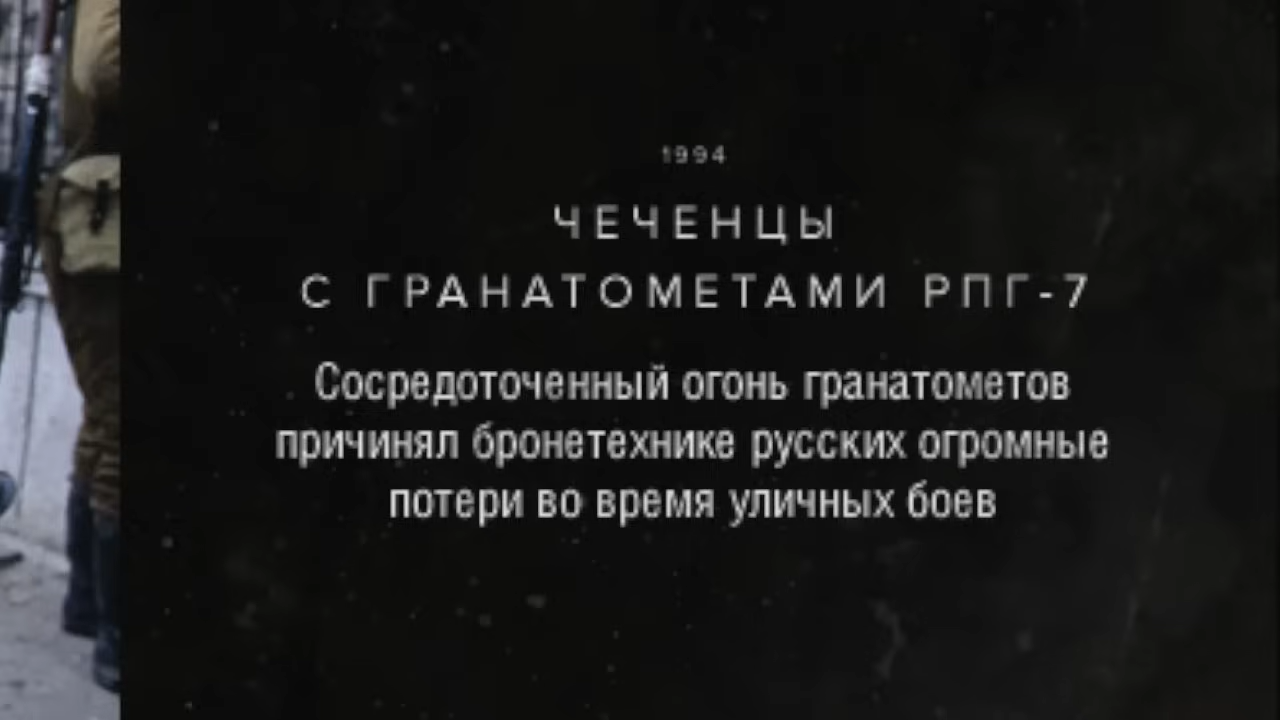 1994
ЧЕЧЕНЦЫ
С ГРАНАТОМЕТАМИ РПГ-7
Сосредоточенный огонь гранатометов
причинял бронетехнике русских огромные
потери во время уличных боев